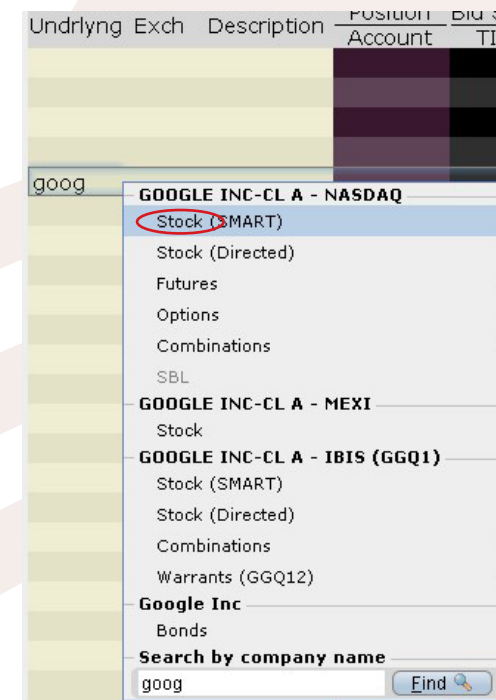 Undrlyng Exch Description Position Bid S
Account TI
goog
GOOGLE INC-CL A - NASDAQ
Stock (SMART)
Stock (Directed)
Futures
Options
Combinations
SBL
GOOGLE INC-CL A - MEXI
Stock
GOOGLE INC-CL A - IBIS (GGQ1)
Stock (SMART)
Stock (Directed)
Combinations
Warrants (GGQ12)
Google Inc
Bonds
Search by company name
goog Find